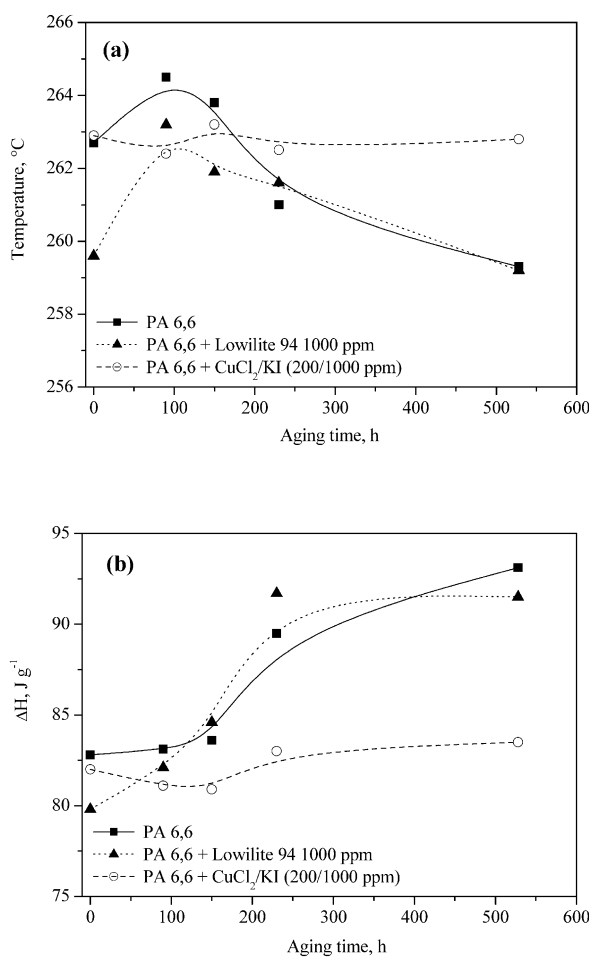 266
(a)
264
262
260
258
256
Temperature, °C
PA 6,6
PA 6,6 + Lowilite 94 1000 ppm
PA 6,6 + CuCl₂/KI (200/1000 ppm)
0 100 200 300 400 500 600
Aging time, h
95
(b)
90
85
80
75
ΔH, J g⁻¹
PA 6,6
PA 6,6 + Lowilite 94 1000 ppm
PA 6,6 + CuCl₂/KI (200/1000 ppm)
0 100 200 300 400 500 600
Aging time, h